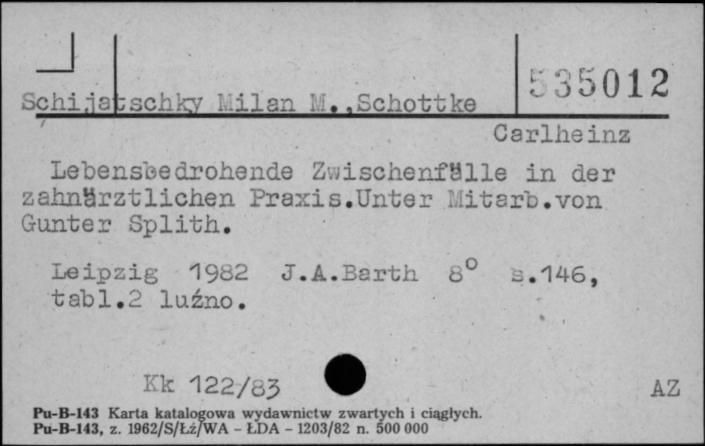 535012
Schijatschky Milan M.,Schottke
Carlheinz
Lebensbedrohende Zwischenfälle in der
zahnärztlichen Praxis.Unter Mitarb.von
Gunter Splith.
Leipzig 1982 J.A.Barth 8° s.146,
tabl.2 luźno.
Kk 122/83
AZ
Pu-B-143 Karta katalogowa wydawnictw zwartych i ciągłych.
Pu-B-143, z. 1962/S/Łź/WA - ŁDA - 1203/82 n. 500 000